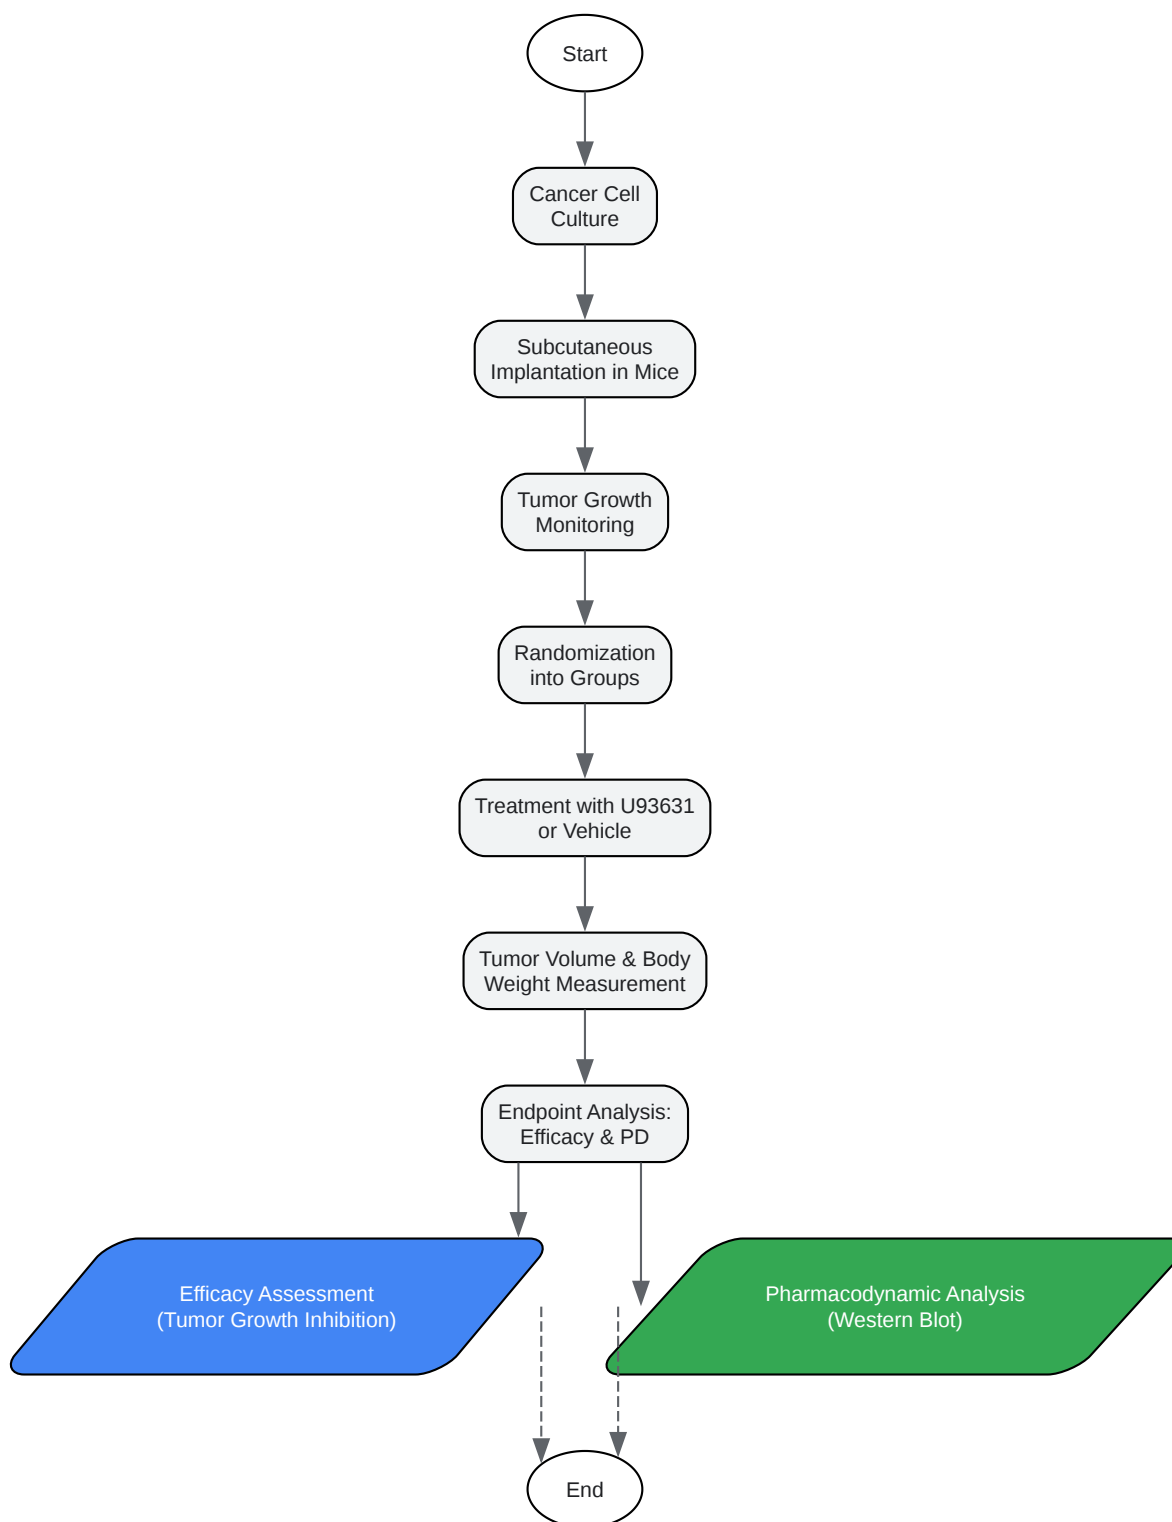 Start
Cancer Cell
Culture
Subcutaneous
Implantation in Mice
Tumor Growth
Monitoring
Randomization
into Groups
Treatment with U93631
or Vehicle
Tumor Volume & Body
Weight Measurement
Endpoint Analysis:
Efficacy & PD
Efficacy Assessment
(Tumor Growth Inhibition)
Pharmacodynamic Analysis
(Western Blot)
End